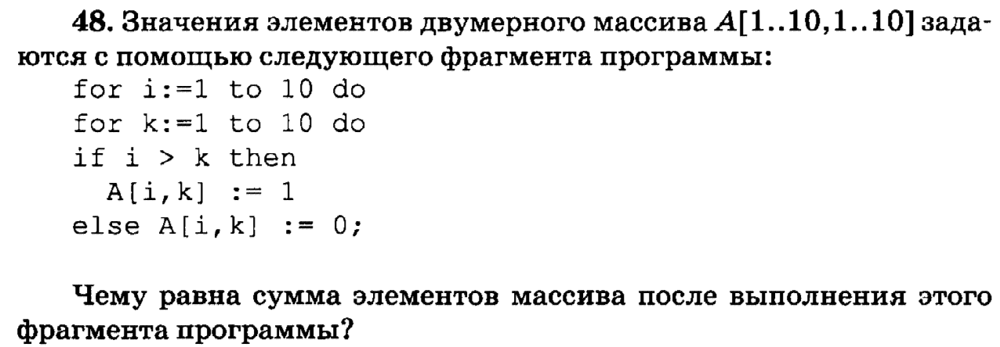 48. Значения элементов двумерного массива A[1..10,1..10] зада-
ются с помощью следующего фрагмента программы:
for i:=1 to 10 do
for k:=1 to 10 do
if i > k then
A[i,k] := 1
else A[i,k] := 0;
Чему равна сумма элементов массива после выполнения этого
фрагмента программы?